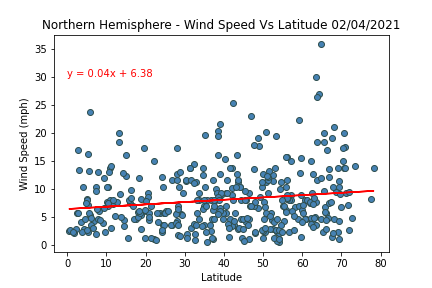 Northern Hemisphere - Wind Speed Vs Latitude 02/04/2021
35
30
25
20
15
10
5
0
Wind Speed (mph)
y = 0.04x + 6.38
0 10 20 30 40 50 60 70 80
Latitude